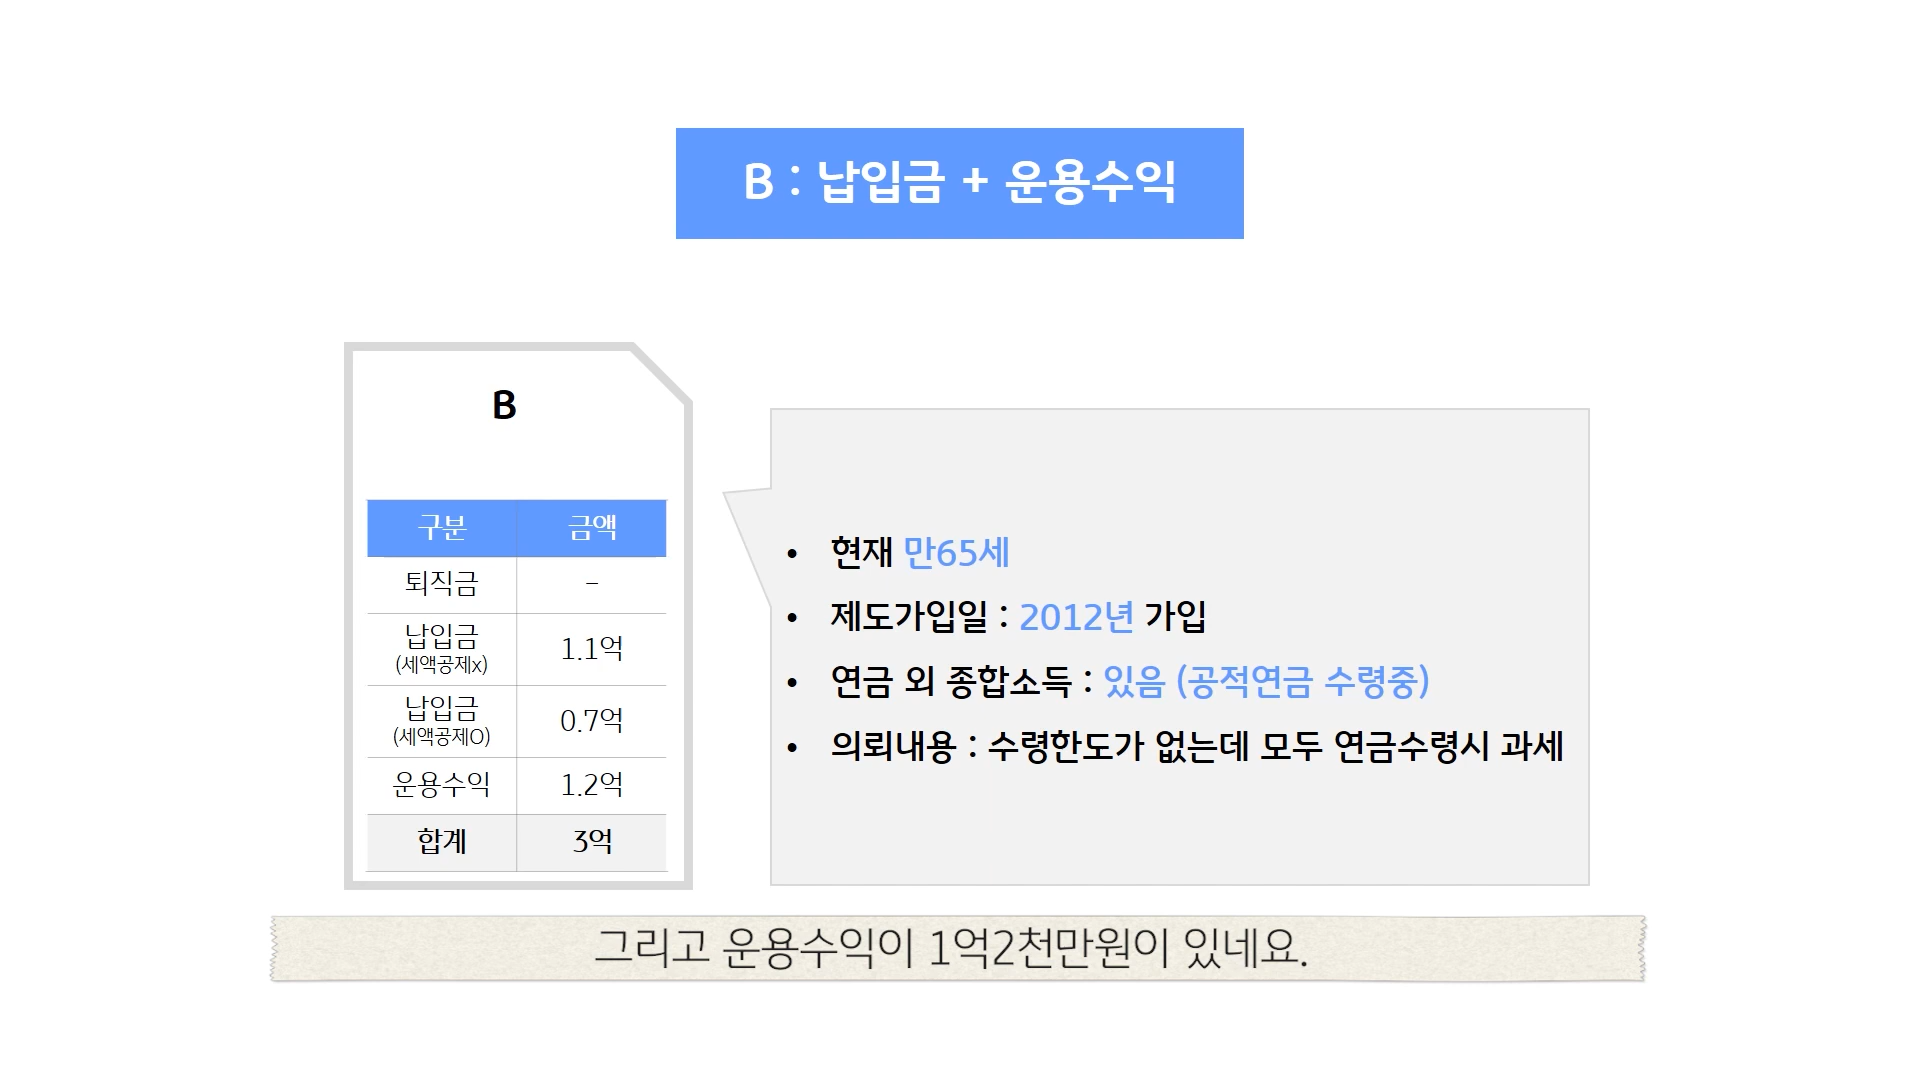 B : 납입금 + 운용수익
B
구분 금액
퇴직금 –
납입금
(세액공제x) 1.1억
납입금
(세액공제O) 0.7억
운용수익 1.2억
합계 3억
• 현재 만65세
• 제도가입일 : 2012년 가입
• 연금 외 종합소득 : 있음 (공적연금 수령중)
• 의뢰내용 : 수령한도가 없는데 모두 연금수령시 과세
그리고 운용수익이 1억2천만원이 있네요.